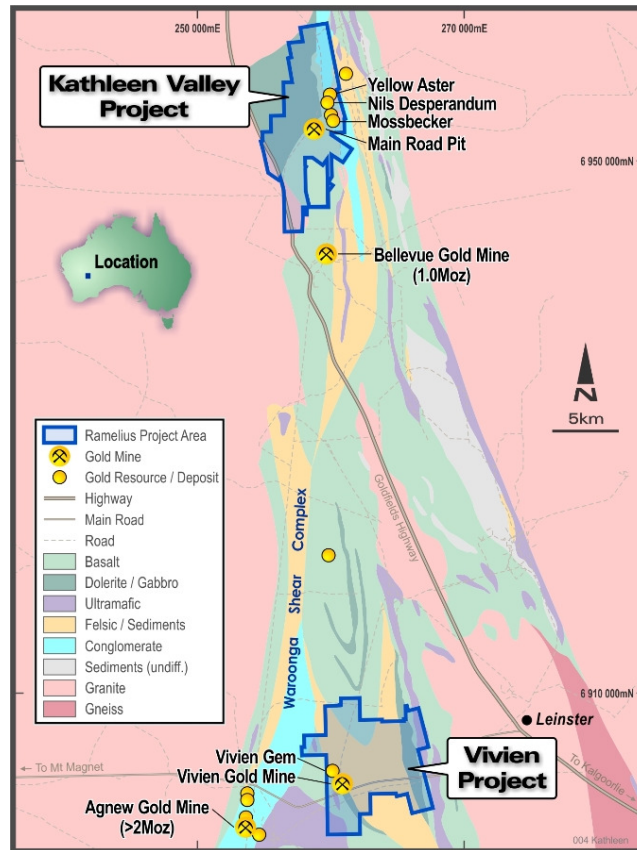 250 000mE
270 000mE
Kathleen Valley
Project
Yellow Aster
Nils Desperandum
Mossbecker
Main Road Pit
6 950 000mN
Bellevue Gold Mine
(1.0Moz)
Location
5km
Ramelius Project Area
Gold Mine
Gold Resource / Deposit
Highway
Main Road
Road
Basalt
Dolerite / Gabbro
Ultramafic
Felsic / Sediments
Conglomerate
Sediments (undiff.)
Granite
Gneiss
Goldfields Highway
Waroonga Shear Complex
6 910 000mN
Leinster
Vivien
Project
Vivien Gem
Vivien Gold Mine
To Mt Magnet
To Kalgoorlie
Agnew Gold Mine
(>2Moz)
004 Kathleen